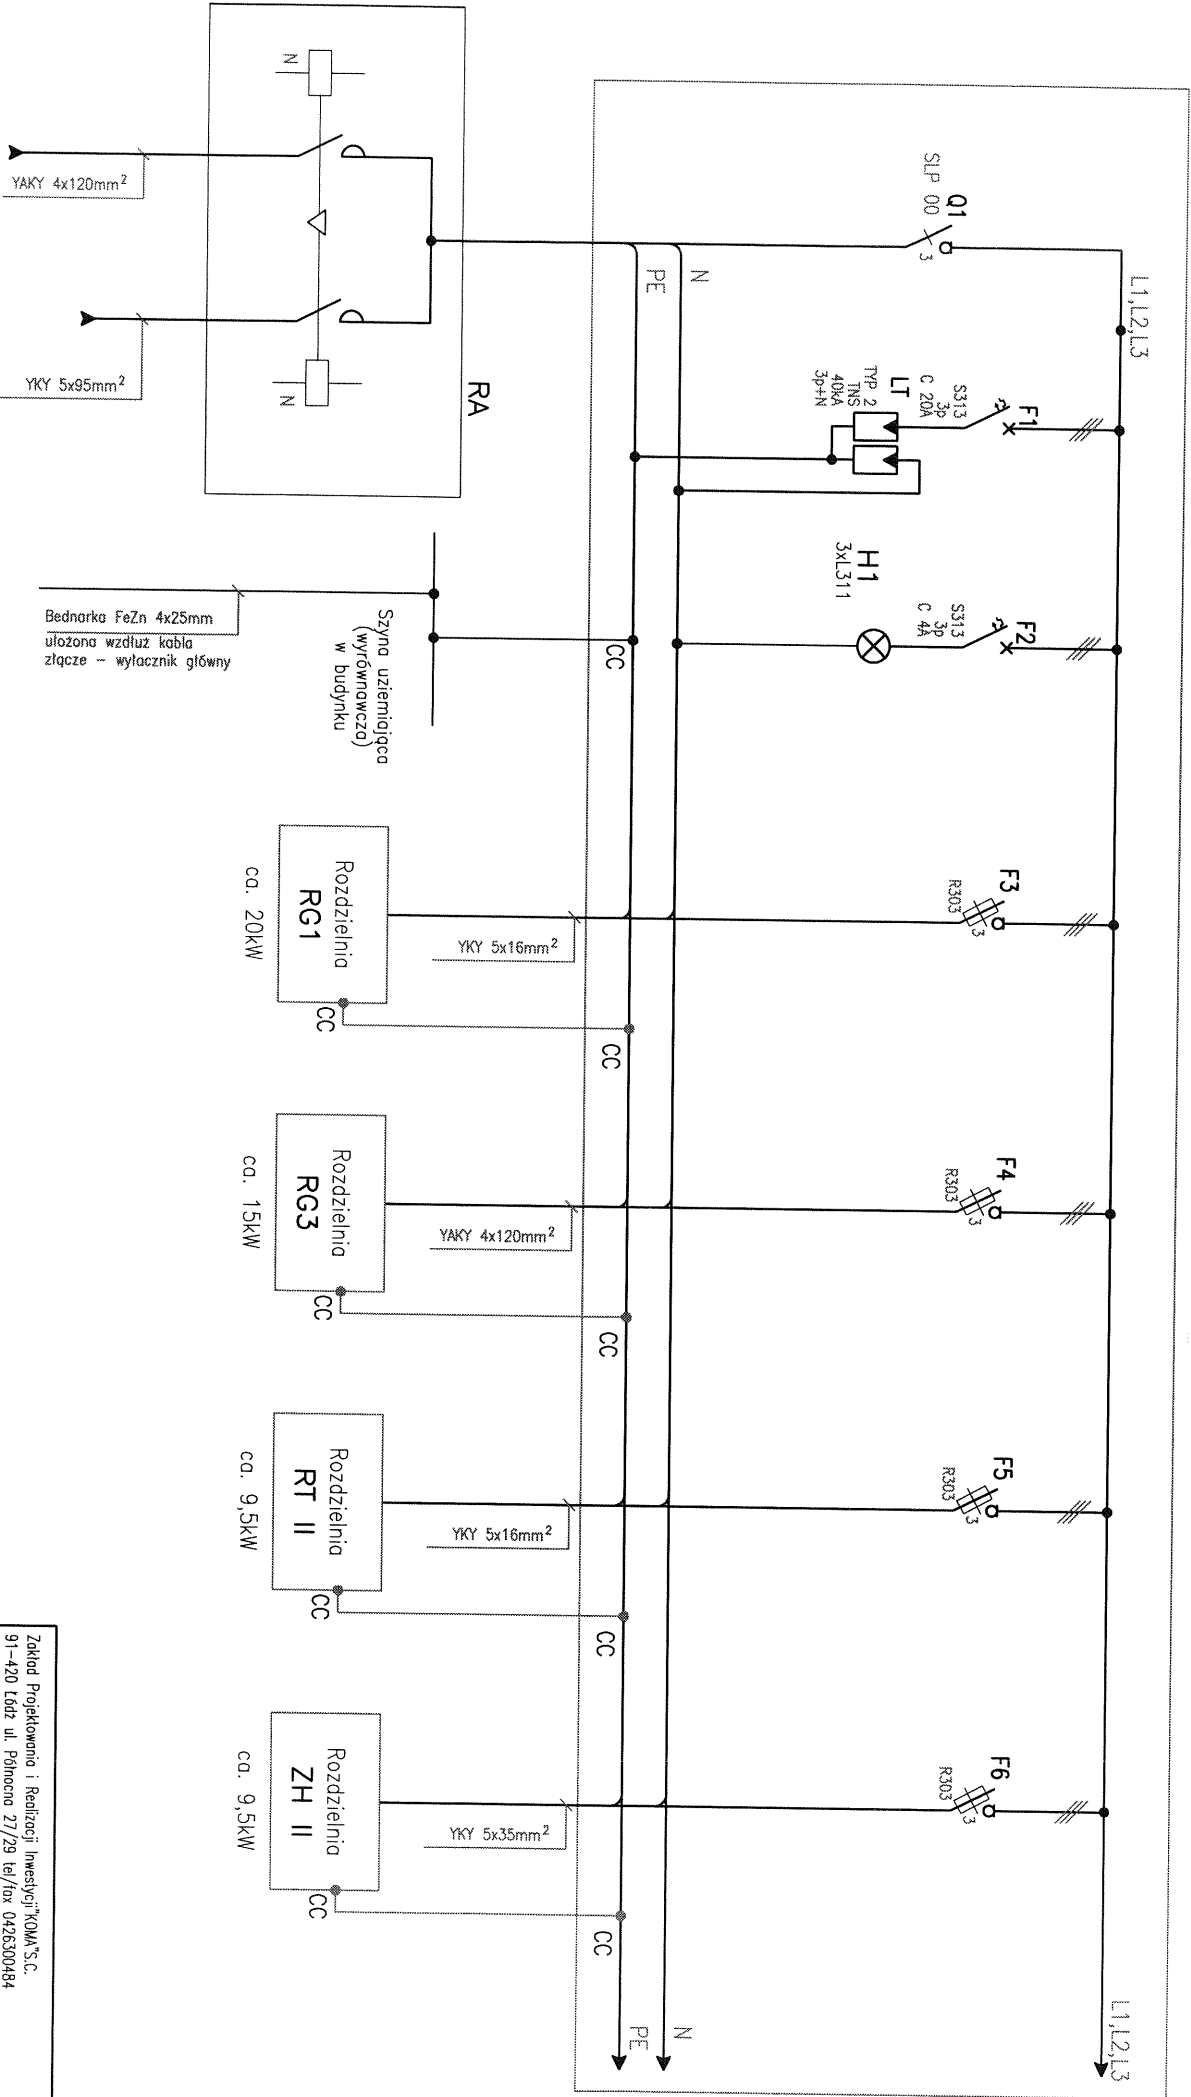 L1,L2,L3
Q1
SLP 00
3
N
PE
F1
S313
3p
C 20A
LT
TYP 2
TNS
40kA
3p+N
F2
S313
3p
C 4A
H1
3xL311
CC
RA
N
N
YAKY 4x120mm²
YKY 5x95mm²
Szyna uziemiająca
(wyrównawcza)
w budynku
Bednarka FeZn 4x25mm
ułożona wzdłuż kabla
złącze – wyłacznik główny
F3
R303
3
YKY 5x16mm²
Rozdzielnia
RG1
ca. 20kW
CC
CC
F4
R303
3
YAKY 4x120mm²
Rozdzielnia
RG3
ca. 15kW
CC
CC
F5
R303
3
YKY 5x16mm²
Rozdzielnia
RT II
ca. 9,5kW
CC
CC
F6
R303
3
YKY 5x35mm²
Rozdzielnia
ZH II
ca. 9,5kW
CC
CC
L1,L2,L3
N
PE
Zakład Projektowania i Realizacji Inwestycji"KOMA"S.C.
91-420 Łódź ul. Północna 27/29 tel/fax 0426300484